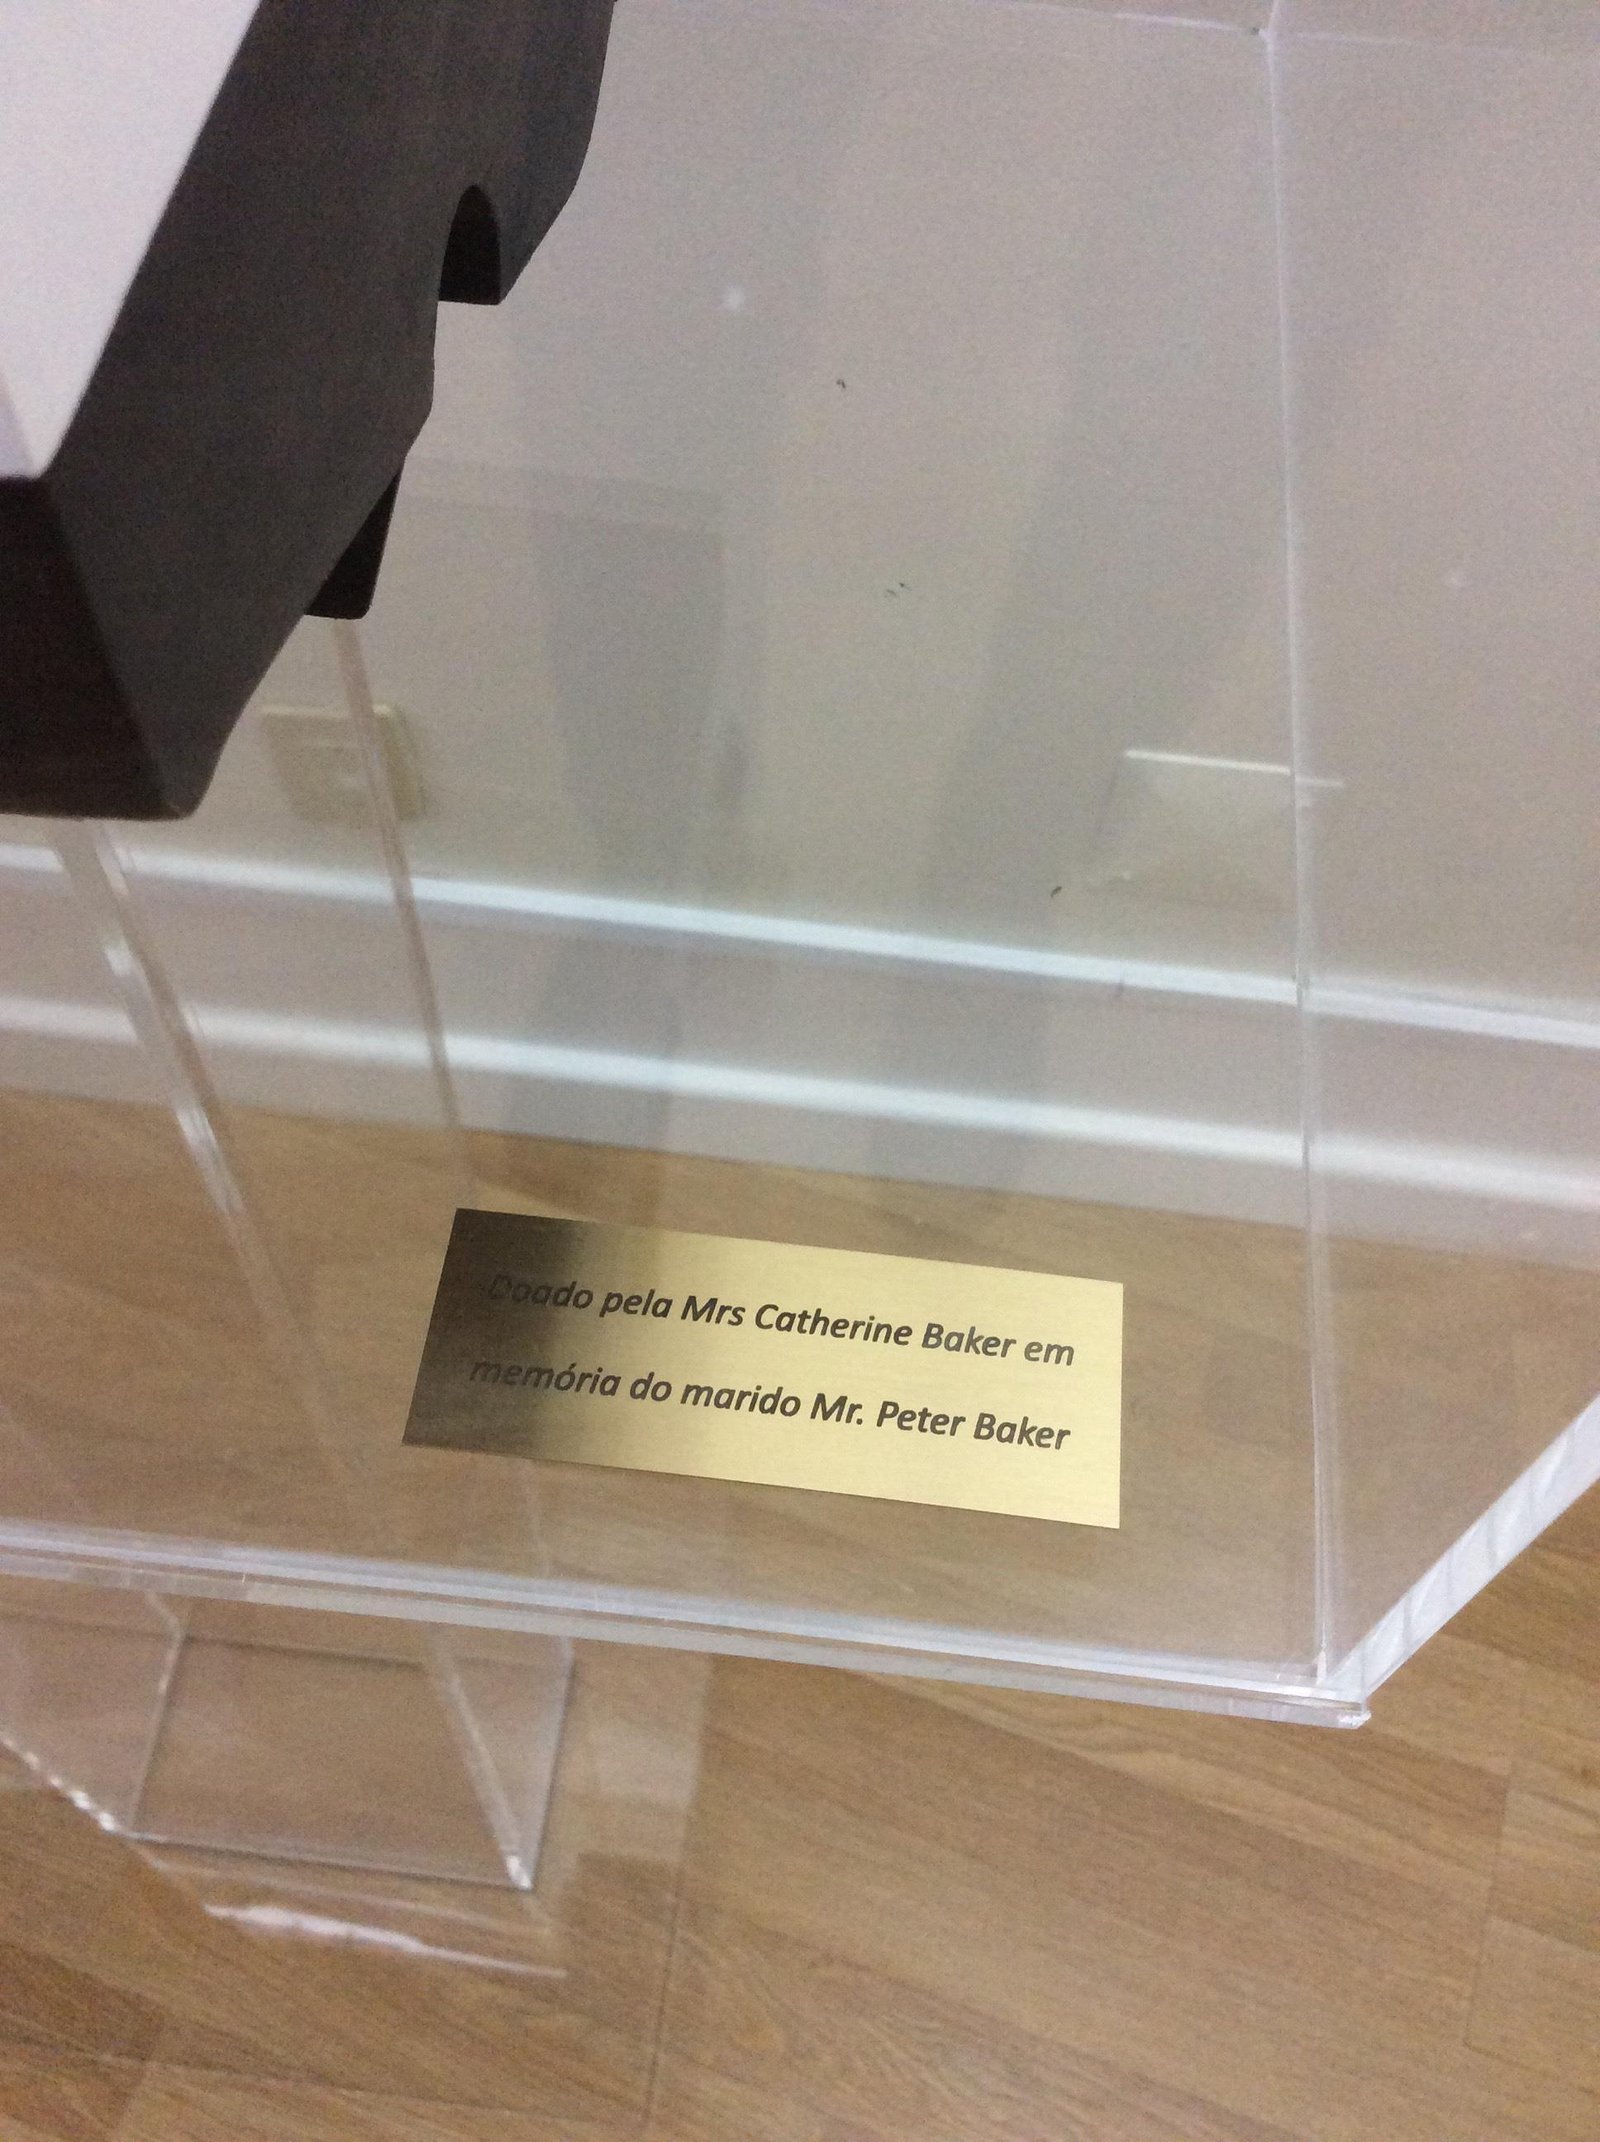 Doado pela Mrs Catherine Baker em
memória do marido Mr. Peter Baker